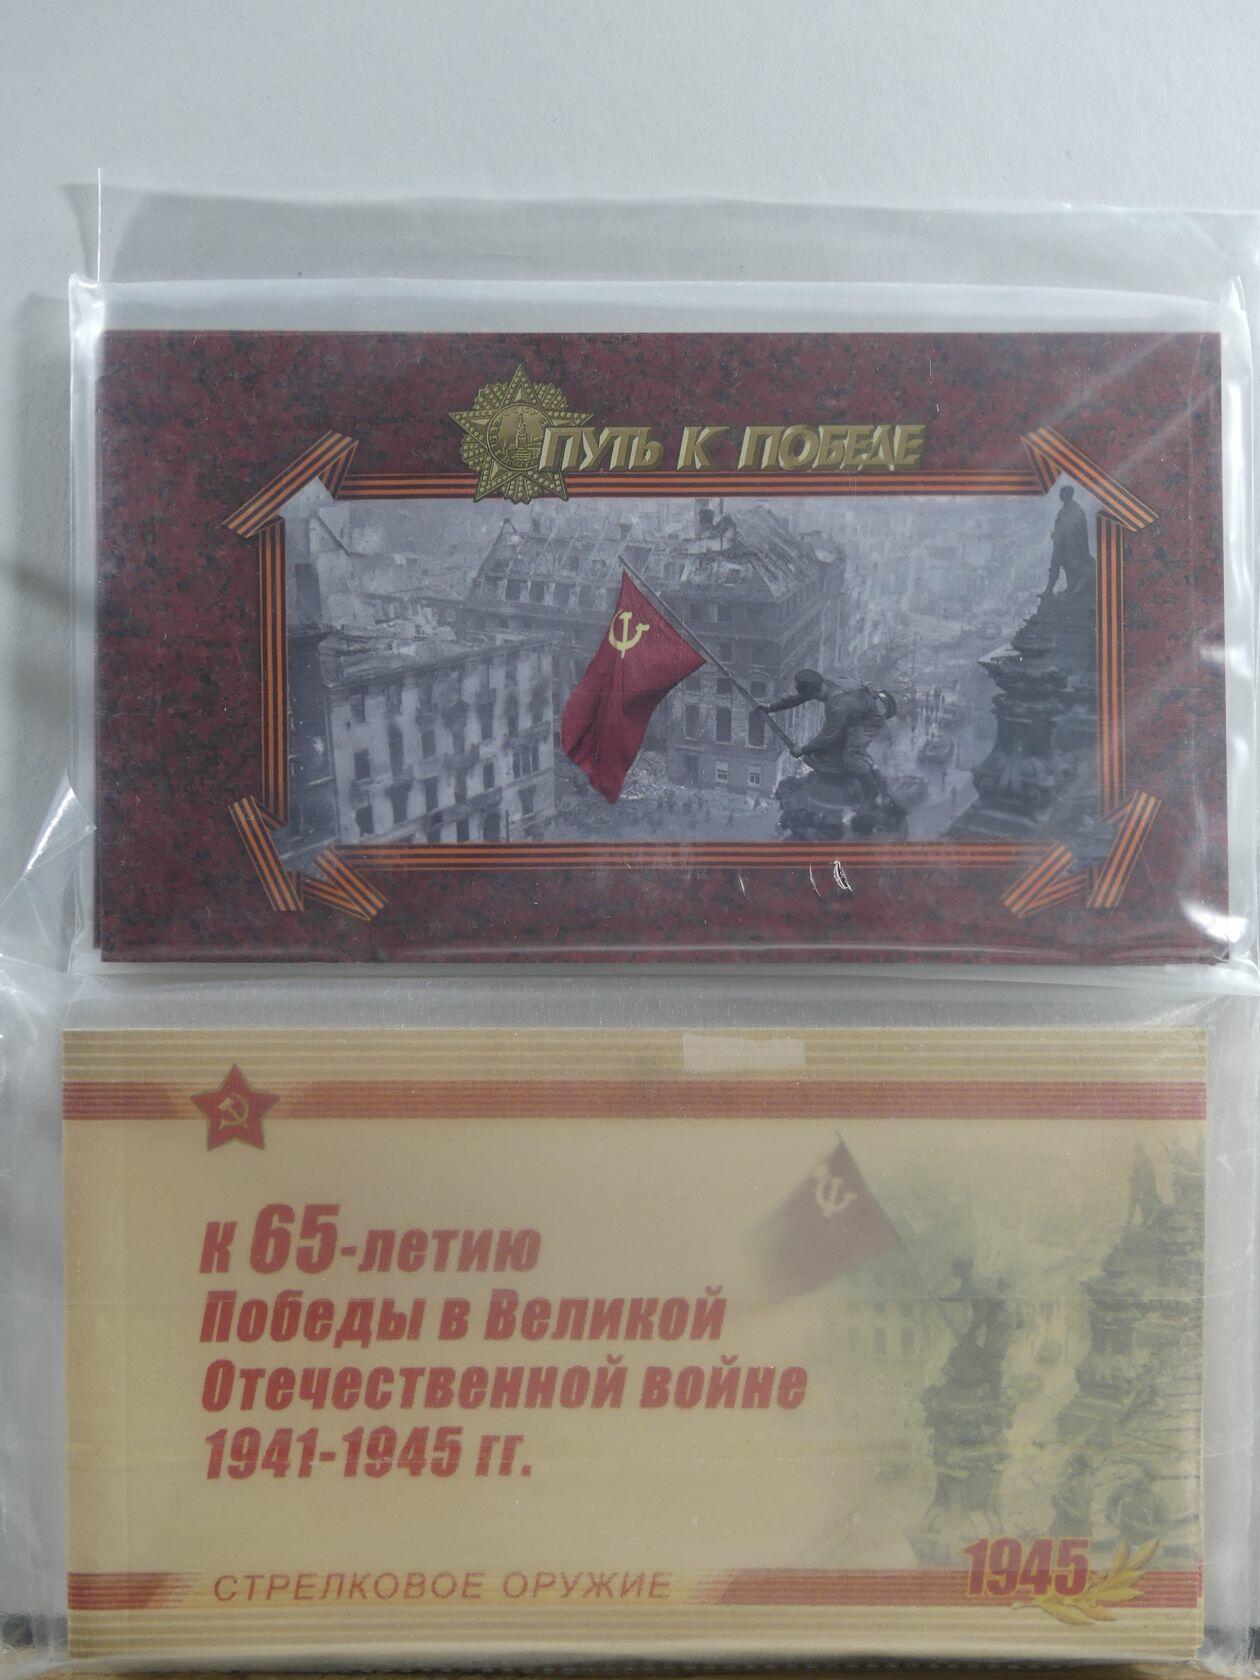 ПУТЬ К ПОБЕДЕ
К 65-летию
Победы в Великой
Отечественной войне
1941-1945 гг.
СТРЕЛКОВОЕ ОРУЖИЕ
1945